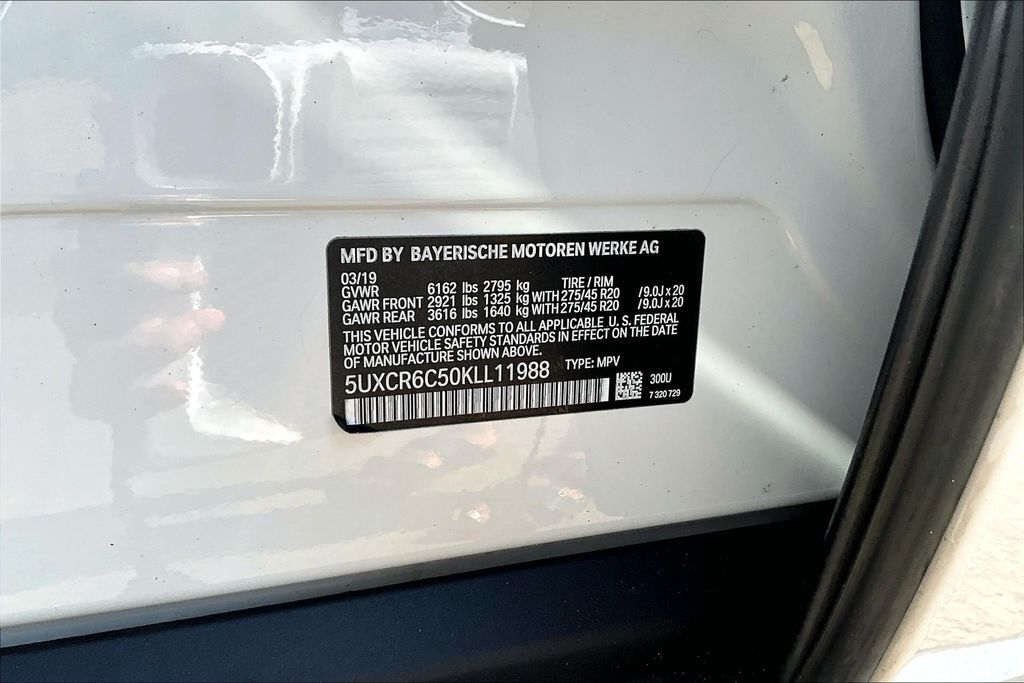 MFD BY BAYERISCHE MOTOREN WERKE AG
03/19 TIRE / RIM
GVWR 6162 lbs 2795 kg
GAWR FRONT 2921 lbs 1325 kg WITH 275/45 R20 /9.0J x 20
GAWR REAR 3616 lbs 1640 kg WITH 275/45 R20 /9.0J x 20
THIS VEHICLE CONFORMS TO ALL APPLICABLE U. S. FEDERAL
MOTOR VEHICLE SAFETY STANDARDS IN EFFECT ON THE DATE
OF MANUFACTURE SHOWN ABOVE.
5UXCR6C50KLL11988 TYPE: MPV
300U
7 320 729